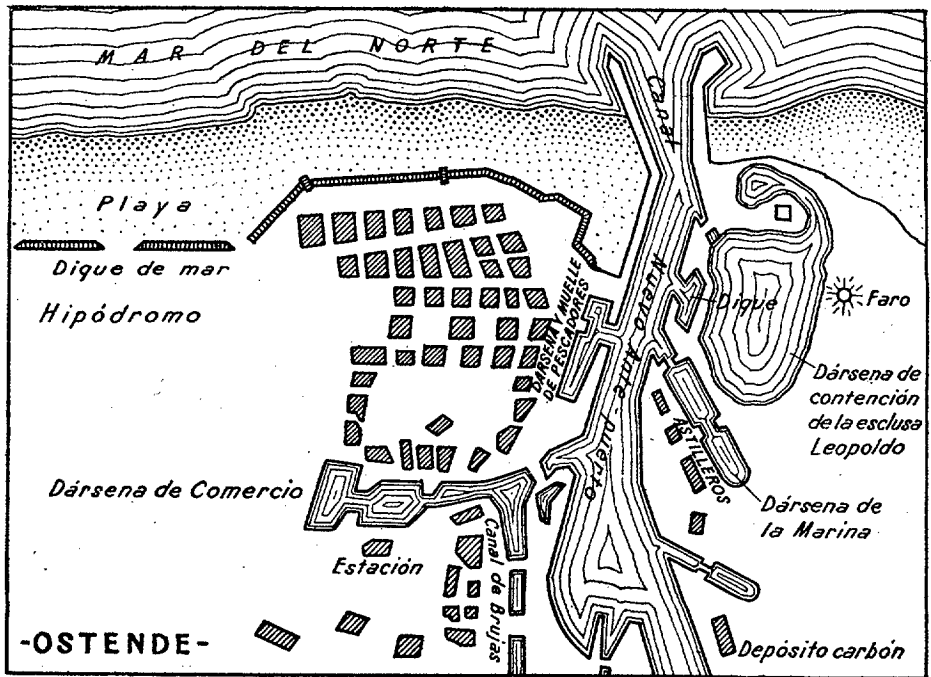 MAR DEL NORTE
Canal
Playa
Dique de mar
Hipódromo
DÁRSENA Y MUELLE
DE PESCADORES
Nuevo Ante Puerto
Dique
Faro
Dársena de
contención
de la esclusa
Leopoldo
ASTILLEROS
Dársena de Comercio
Dársena de
la Marina
Estación
Canal de Brujas
-OSTENDE-
Depósito carbón